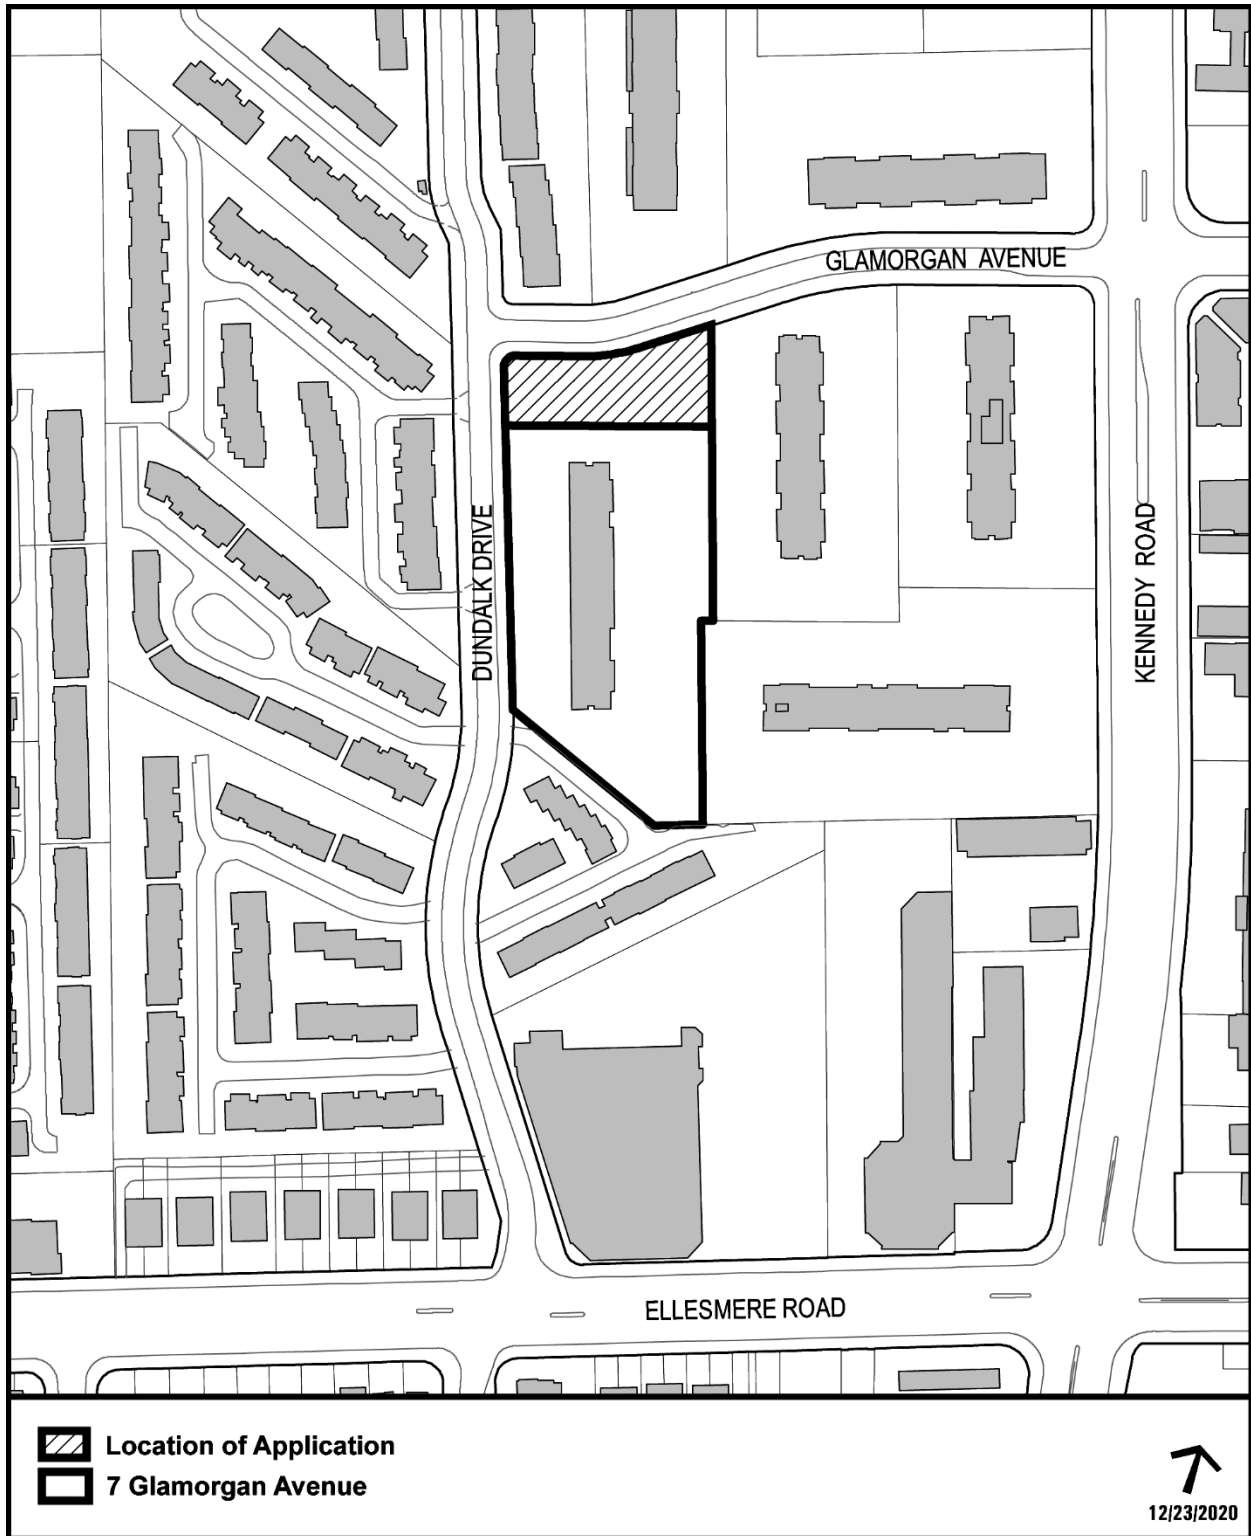 GLAMORGAN AVENUE
DUNDALK DRIVE
KENNEDY ROAD
ELLESMERE ROAD
Location of Application
7 Glamorgan Avenue
12/23/2020